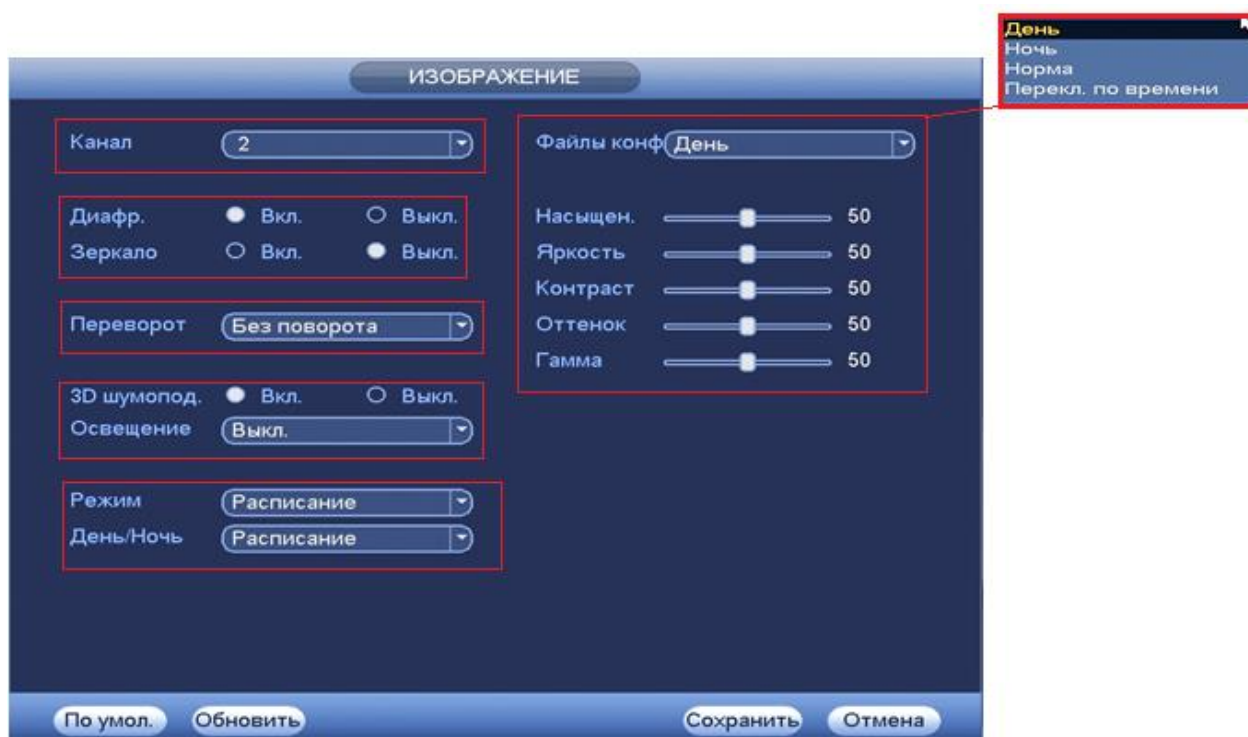 День
Ночь
Норма
Перекл. по времени
ИЗОБРАЖЕНИЕ
Канал 2
Диафр. Вкл. Выкл.
Зеркало Вкл. Выкл.
Переворот Без поворота
3D шумопод. Вкл. Выкл.
Освещение Выкл.
Режим Расписание
День/Ночь Расписание
Файлы конф День
Насыщен. 50
Яркость 50
Контраст 50
Оттенок 50
Гамма 50
По умол. Обновить Сохранить Отмена